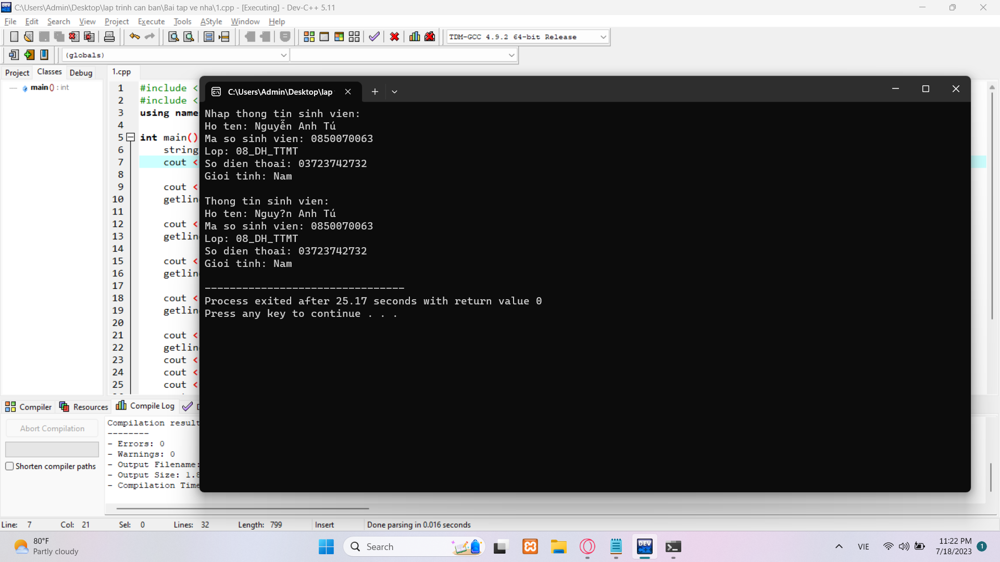 C:\Users\Admin\Desktop\lap trinh can ban\Bai tap ve nha\1.cpp - [Executing] - Dev-C++ 5.11
File Edit Search View Project Execute Tools AStyle Window Help
TDM-GCC 4.9.2 64-bit Release
(globals)
Project Classes Debug
main () : int
1.cpp
1 #include <
2 #include <
3 using name
4
5 int main()
6 string
7 cout <
8
9 cout <
10 getlin
11
12 cout <
13 getlin
14
15 cout <
16 getlin
17
18 cout <
19 getlin
20
21 cout <
22 getlin
23 cout <
24 cout <
25 cout <
C:\Users\Admin\Desktop\lap
Nhap thong tin sinh vien:
Ho ten: Nguyễn Anh Tú
Ma so sinh vien: 0850070063
Lop: 08_DH_TTMT
So dien thoai: 03723742732
Gioi tinh: Nam
Thong tin sinh vien:
Ho ten: Nguy?n Anh Tú
Ma so sinh vien: 0850070063
Lop: 08_DH_TTMT
So dien thoai: 03723742732
Gioi tinh: Nam
--------------------------------
Process exited after 25.17 seconds with return value 0
Press any key to continue . . .
Compiler Resources Compile Log
Abort Compilation
Shorten compiler paths
Compilation result
--------
- Errors: 0
- Warnings: 0
- Output Filename:
- Output Size: 1.8
- Compilation Time
Line: 7 Col: 21 Sel: 0 Lines: 32 Length: 799 Insert Done parsing in 0.016 seconds
80°F
Partly cloudy
Search
DEV
VIE
11:22 PM
7/18/2023
1